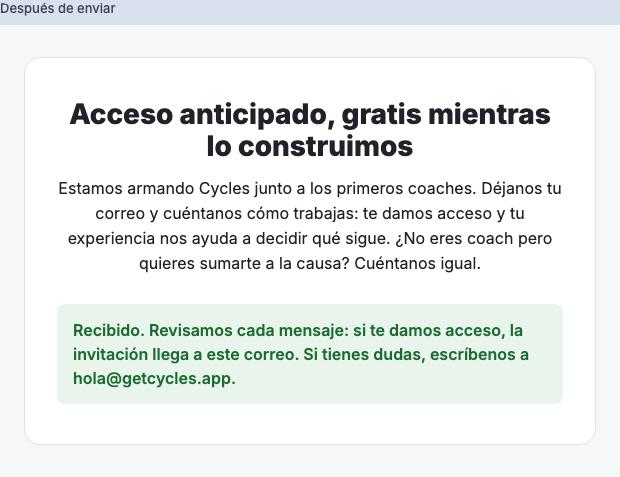 Después de enviar
Acceso anticipado, gratis mientras
lo construimos
Estamos armando Cycles junto a los primeros coaches. Déjanos tu
correo y cuéntanos cómo trabajas: te damos acceso y tu
experiencia nos ayuda a decidir qué sigue. ¿No eres coach pero
quieres sumarte a la causa? Cuéntanos igual.
Recibido. Revisamos cada mensaje: si te damos acceso, la
invitación llega a este correo. Si tienes dudas, escríbenos a
hola@getcycles.app.